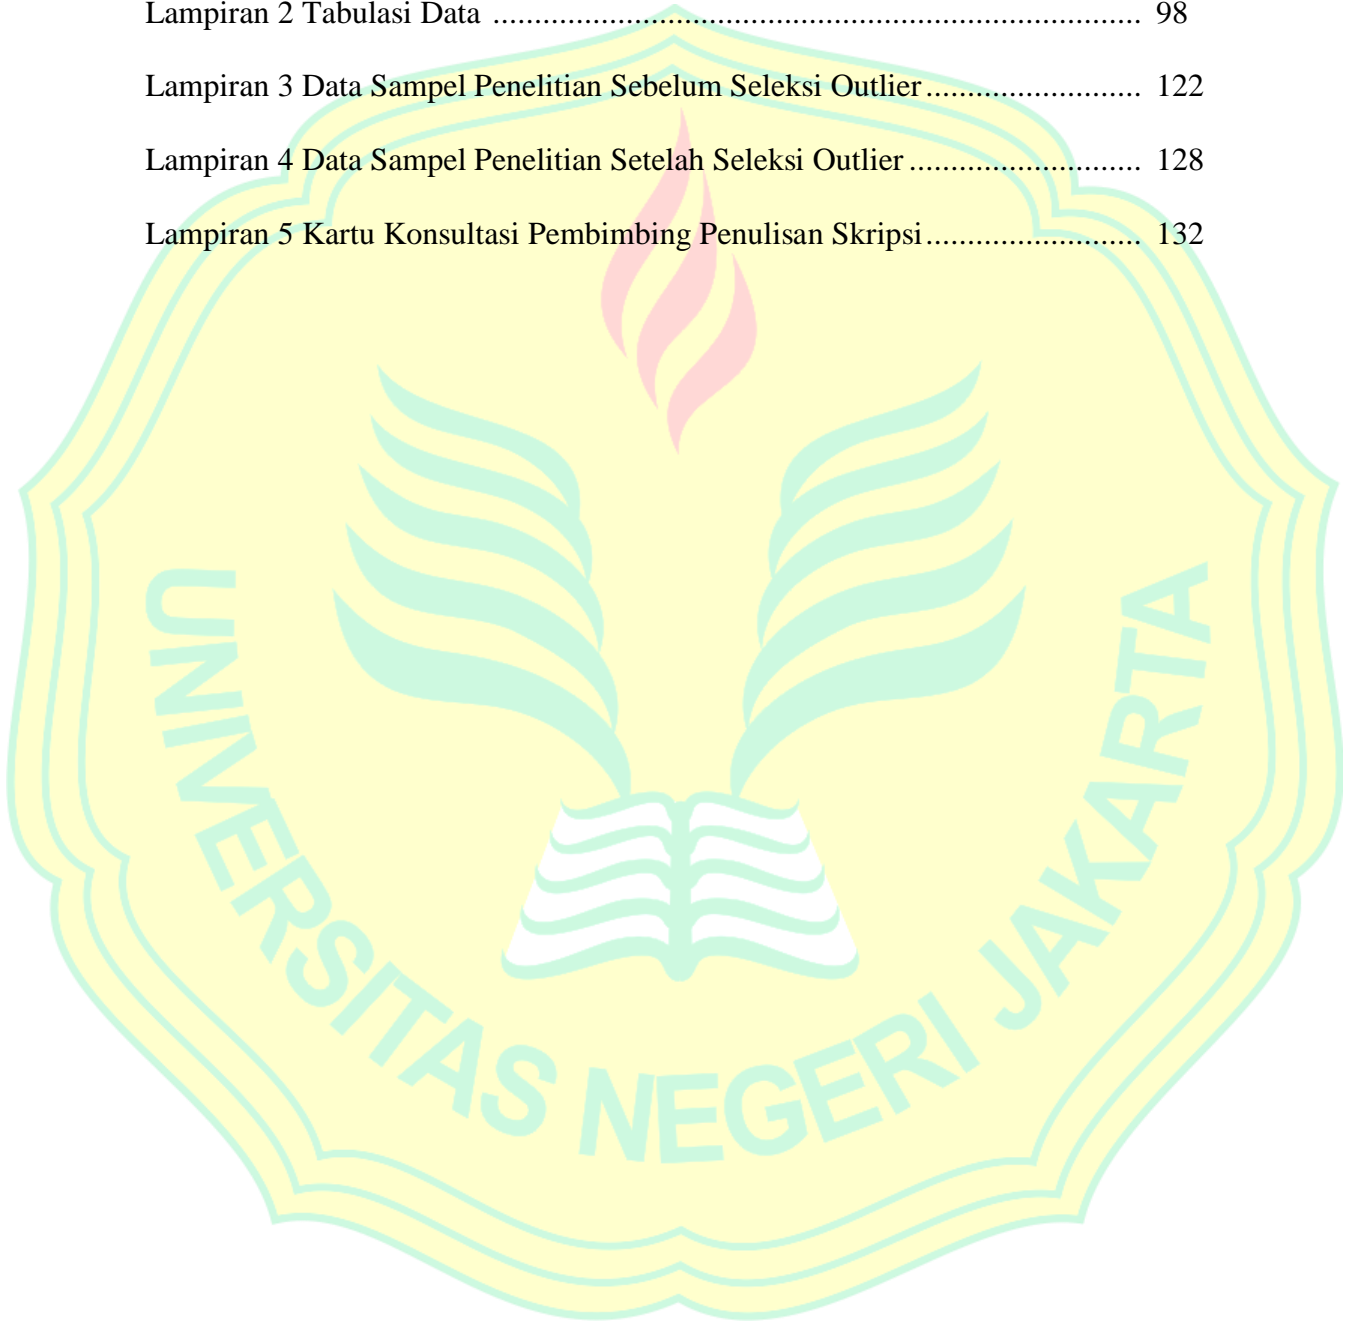 Lampiran 2 Tabulasi Data ........................................................................... 98
Lampiran 3 Data Sampel Penelitian Sebelum Seleksi Outlier ......................... 122
Lampiran 4 Data Sampel Penelitian Setelah Seleksi Outlier ........................... 128
Lampiran 5 Kartu Konsultasi Pembimbing Penulisan Skripsi ......................... 132
UNIVERSITAS NEGERI JAKARTA